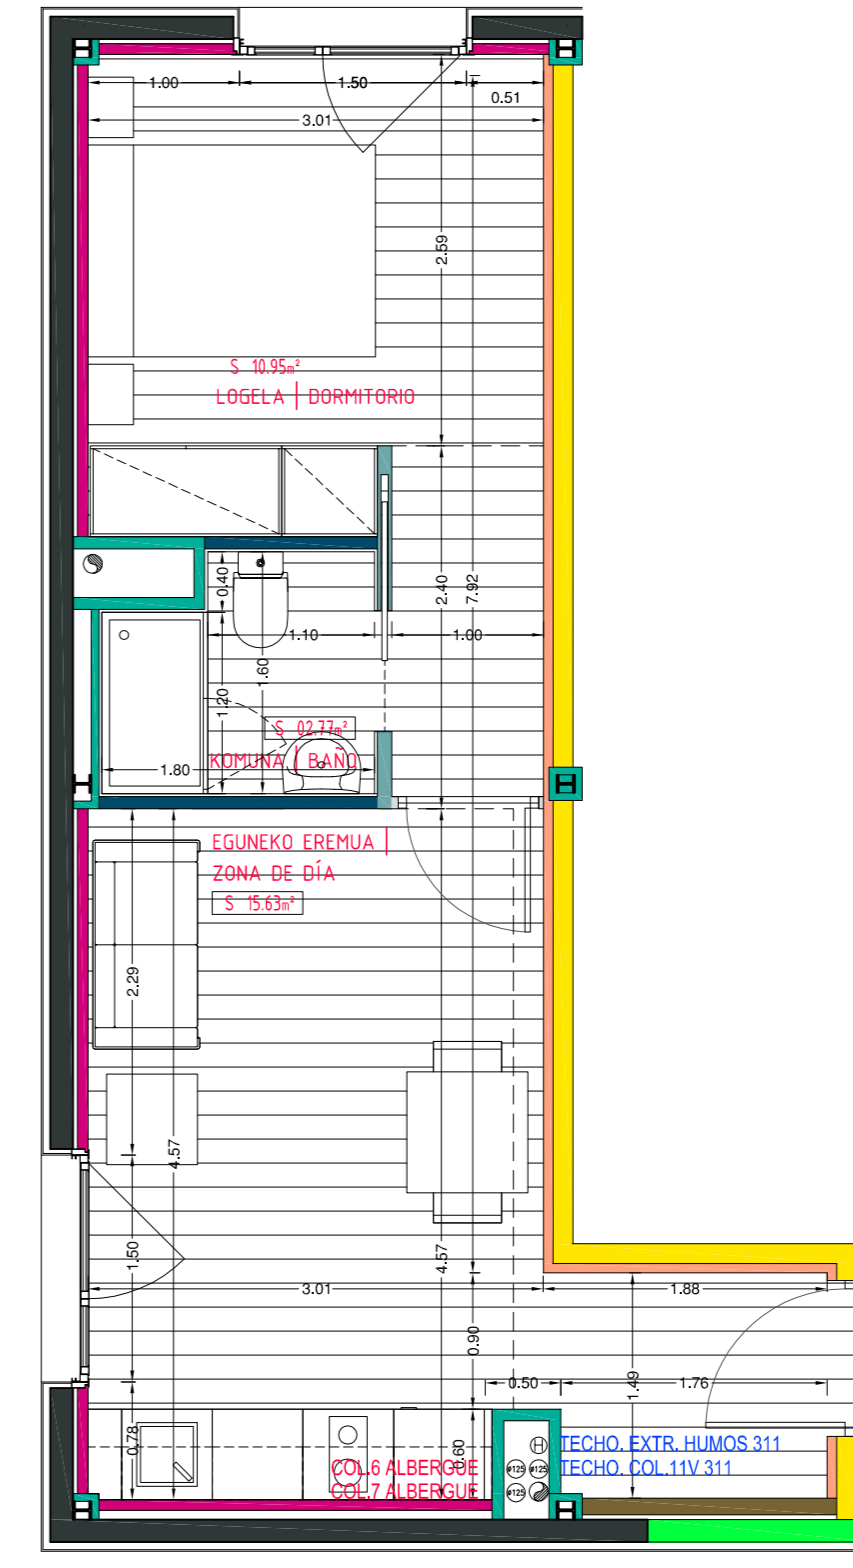 1.00
1.50
0.51
3.01
2.59
S 10.95m²
LOGELA | DORMITORIO
0.40
2.40
7.92
1.10
1.00
1.60
1.20
S 02.77m²
KOMUNA | BAÑO
1.80
EGUNEKO EREMUA |
ZONA DE DÍA
S 15.63m²
2.29
4.57
1.50
4.57
3.01
1.88
0.90
1.49
0.50
1.76
0.78
0.60
H
TECHO. EXTR. HUMOS 311
COL.6 ALBERGUE
ø125 ø125
TECHO. COL.11V 311
COL.7 ALBERGUE
ø125